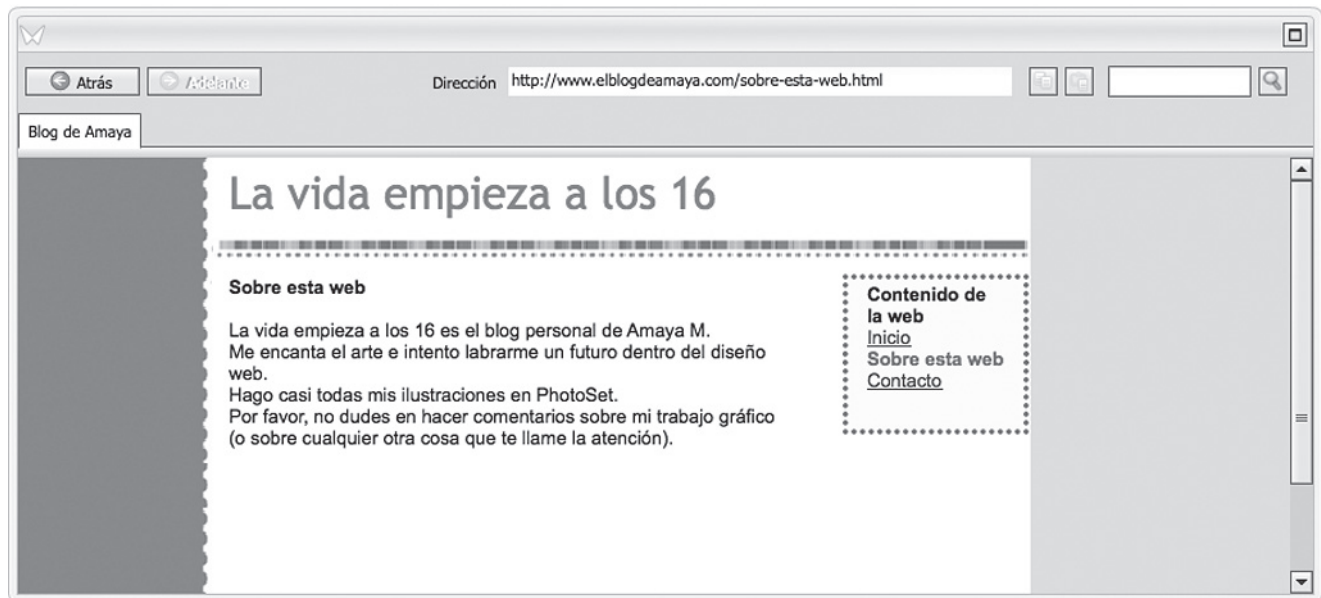 Atrás
Adelante
Dirección
http://www.elblogdeamaya.com/sobre-esta-web.html
Blog de Amaya
La vida empieza a los 16
Sobre esta web
La vida empieza a los 16 es el blog personal de Amaya M.
Me encanta el arte e intento labrarme un futuro dentro del diseño
web.
Hago casi todas mis ilustraciones en PhotoSet.
Por favor, no dudes en hacer comentarios sobre mi trabajo gráfico
(o sobre cualquier otra cosa que te llame la atención).
Contenido de
la web
Inicio
Sobre esta web
Contacto